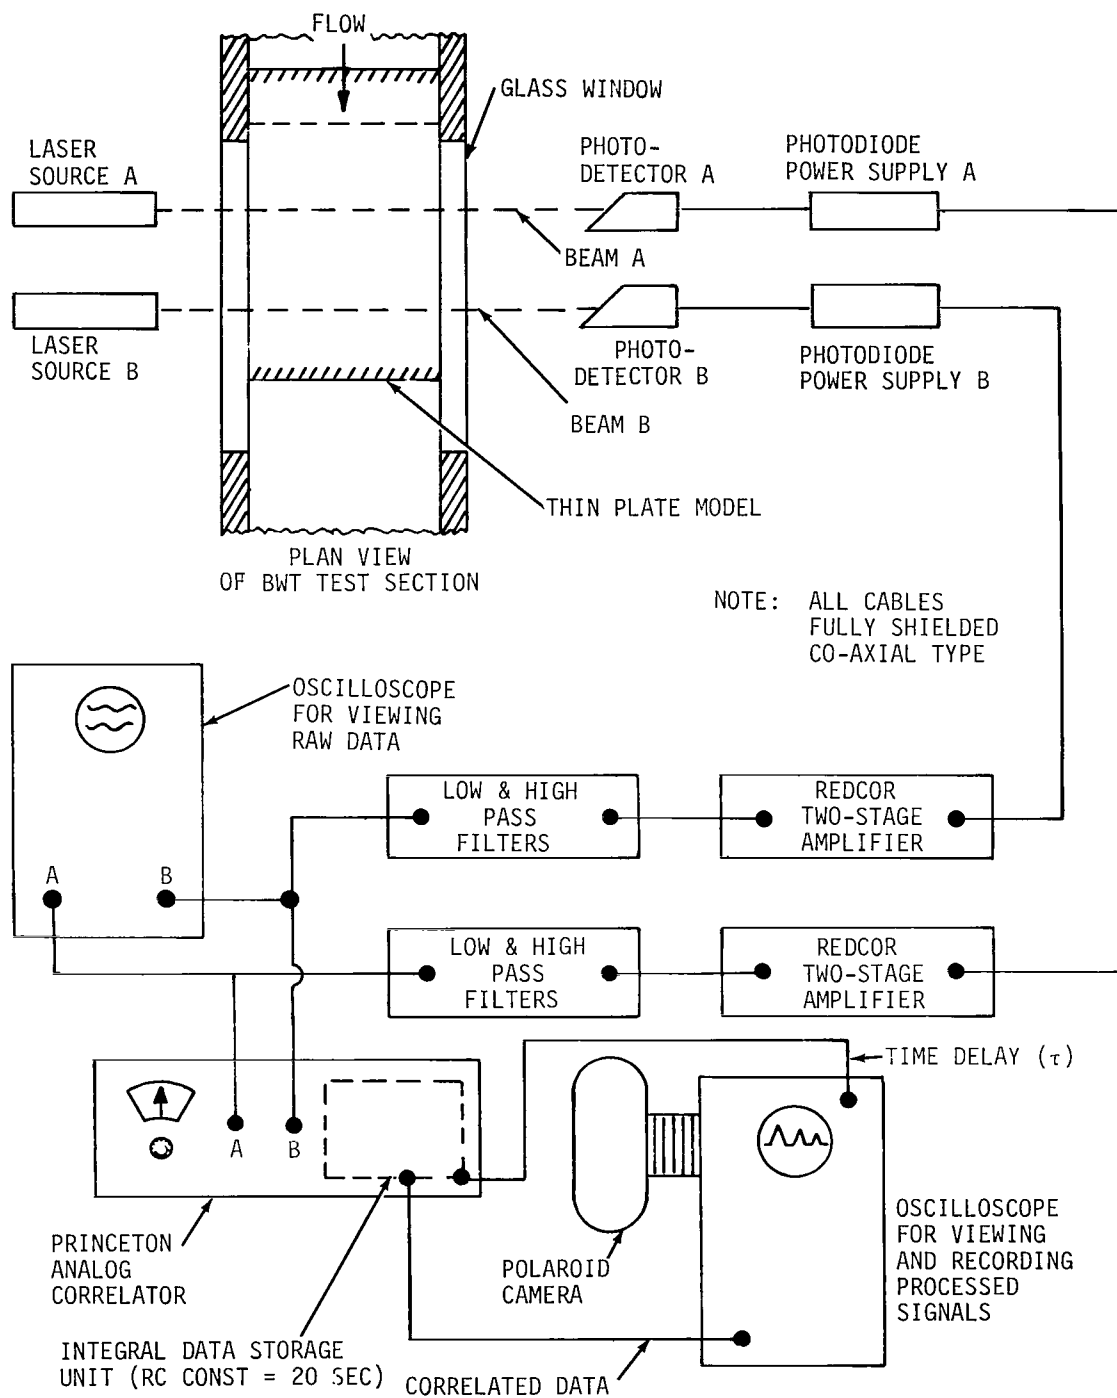 FLOW
GLASS WINDOW
LASER
SOURCE A
PHOTO-
DETECTOR A
PHOTODIODE
POWER SUPPLY A
BEAM A
LASER
SOURCE B
PHOTO-
DETECTOR B
PHOTODIODE
POWER SUPPLY B
BEAM B
THIN PLATE MODEL
PLAN VIEW
OF BWT TEST SECTION
NOTE: ALL CABLES
FULLY SHIELDED
CO-AXIAL TYPE
OSCILLOSCOPE
FOR VIEWING
RAW DATA
LOW & HIGH
PASS
FILTERS
REDCOR
TWO-STAGE
AMPLIFIER
A
B
LOW & HIGH
PASS
FILTERS
REDCOR
TWO-STAGE
AMPLIFIER
TIME DELAY (τ)
A
B
PRINCETON
ANALOG
CORRELATOR
POLAROID
CAMERA
OSCILLOSCOPE
FOR VIEWING
AND RECORDING
PROCESSED
SIGNALS
INTEGRAL DATA STORAGE
UNIT (RC CONST = 20 SEC)
CORRELATED DATA